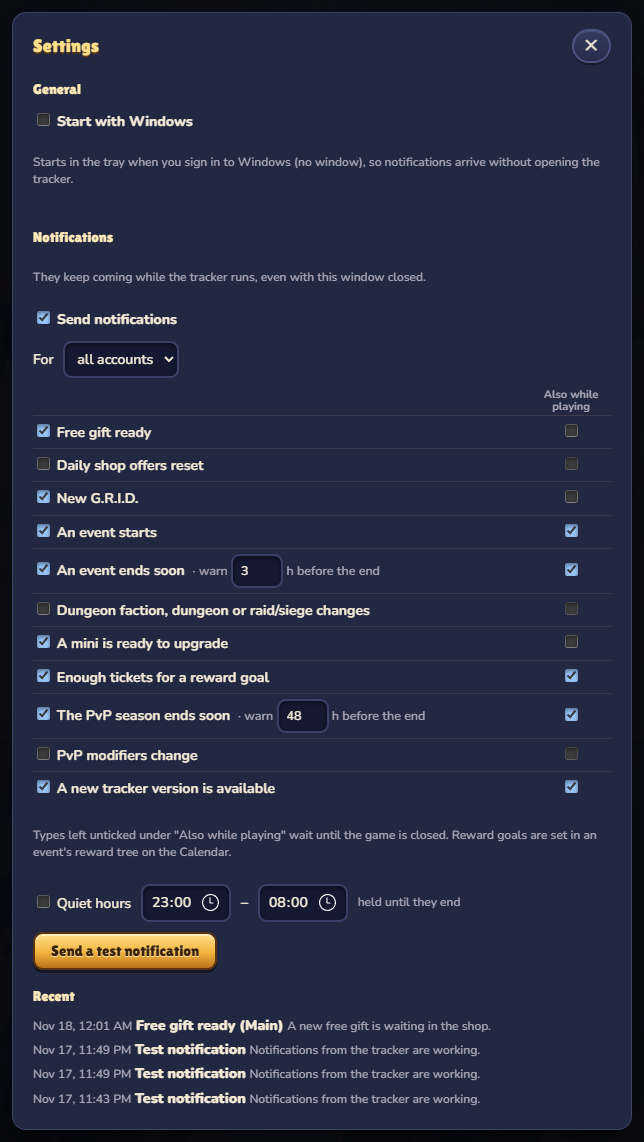 Settings
General
Start with Windows
Starts in the tray when you sign in to Windows (no window), so notifications arrive without opening the
tracker.
Notifications
They keep coming while the tracker runs, even with this window closed.
Send notifications
For all accounts
Also while
playing
Free gift ready
Daily shop offers reset
New G.R.I.D.
An event starts
An event ends soon · warn 3 h before the end
Dungeon faction, dungeon or raid/siege changes
A mini is ready to upgrade
Enough tickets for a reward goal
The PvP season ends soon · warn 48 h before the end
PvP modifiers change
A new tracker version is available
Types left unticked under "Also while playing" wait until the game is closed. Reward goals are set in an
event's reward tree on the Calendar.
Quiet hours 23:00 – 08:00 held until they end
Send a test notification
Recent
Nov 18, 12:01 AM Free gift ready (Main) A new free gift is waiting in the shop.
Nov 17, 11:49 PM Test notification Notifications from the tracker are working.
Nov 17, 11:49 PM Test notification Notifications from the tracker are working.
Nov 17, 11:43 PM Test notification Notifications from the tracker are working.